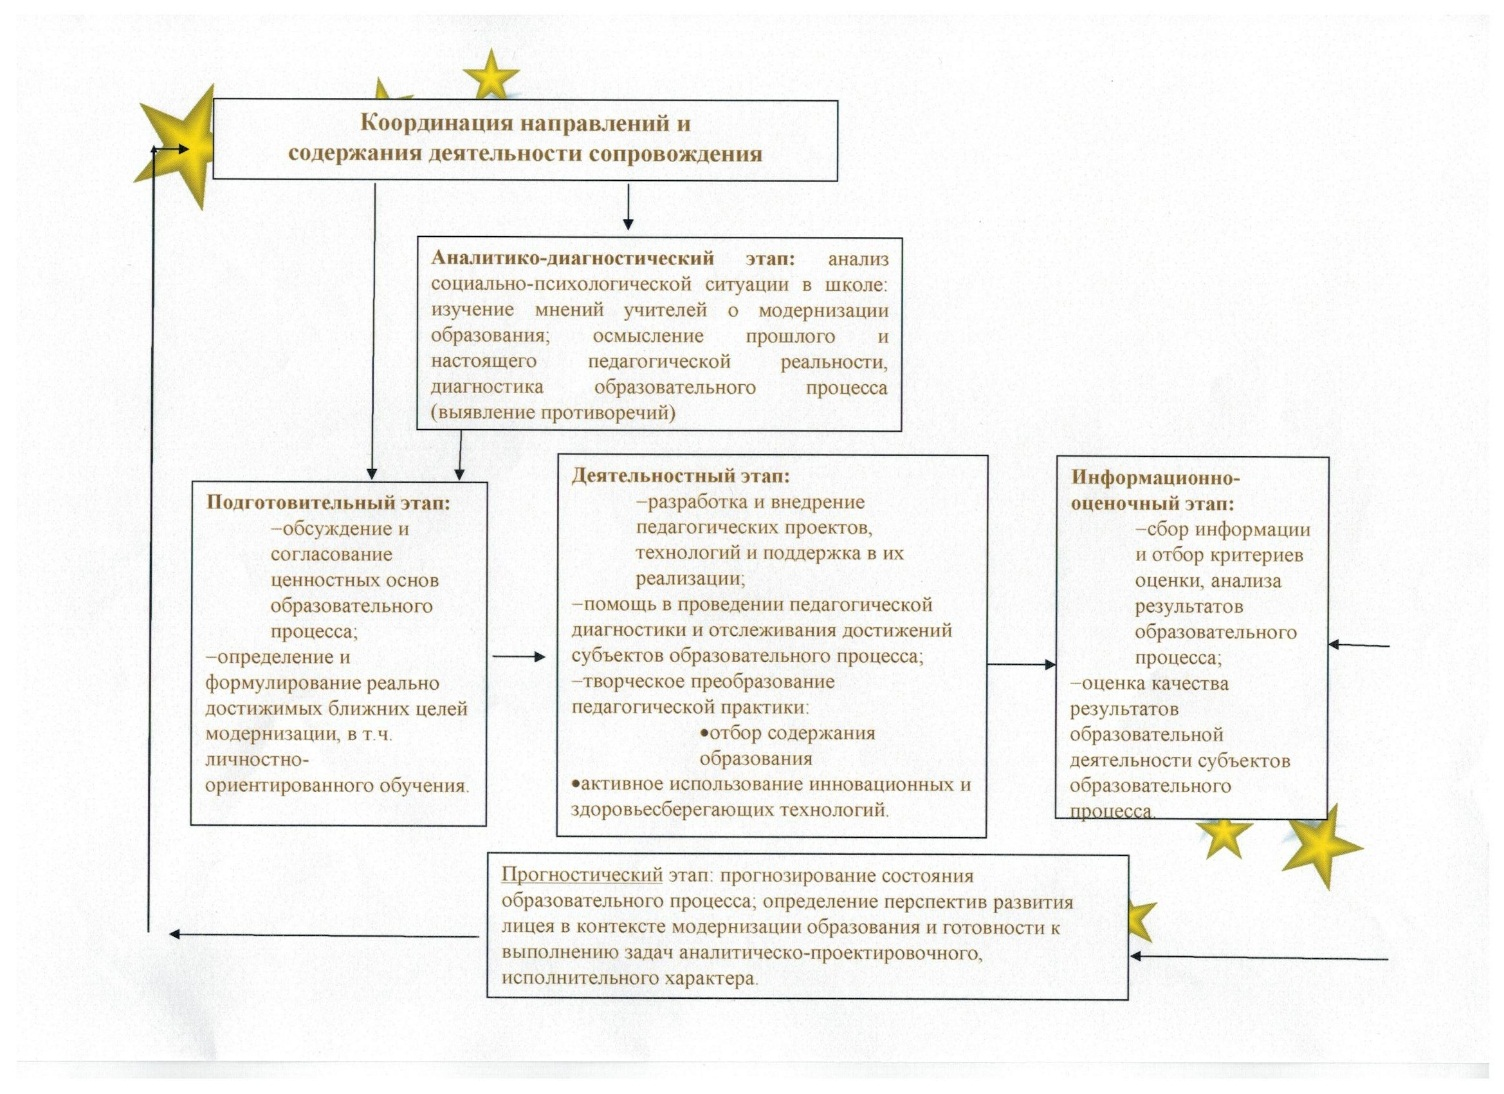 Координация направлений и
содержания деятельности сопровождения
Аналитико-диагностический этап: анализ
социально-психологической ситуации в школе:
изучение мнений учителей о модернизации
образования; осмысление прошлого и
настоящего педагогической реальности,
диагностика образовательного процесса
(выявление противоречий)
Подготовительный этап:
–обсуждение и
согласование
ценностных основ
образовательного
процесса;
–определение и
формулирование реально
достижимых ближних целей
модернизации, в т.ч.
личностно-
ориентированного обучения.
Деятельностный этап:
–разработка и внедрение
педагогических проектов,
технологий и поддержка в их
реализации;
–помощь в проведении педагогической
диагностики и отслеживания достижений
субъектов образовательного процесса;
–творческое преобразование
педагогической практики:
•отбор содержания
образования
•активное использование инновационных и
здоровьесберегающих технологий.
Информационно-
оценочный этап:
–сбор информации
и отбор критериев
оценки, анализа
результатов
образовательного
процесса;
–оценка качества
результатов
образовательной
деятельности субъектов
образовательного
процесса.
Прогностический этап: прогнозирование состояния
образовательного процесса; определение перспектив развития
лицея в контексте модернизации образования и готовности к
выполнению задач аналитическо-проектировочного,
исполнительного характера.